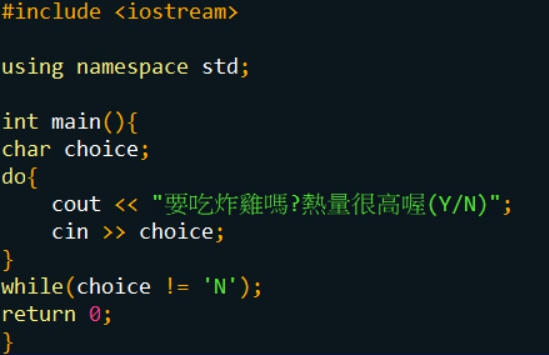 #include <iostream>
using namespace std;
int main(){
char choice;
do{
cout << "要吃炸雞嗎?熱量很高喔(Y/N)";
cin >> choice;
}
while(choice != 'N');
return 0;
}